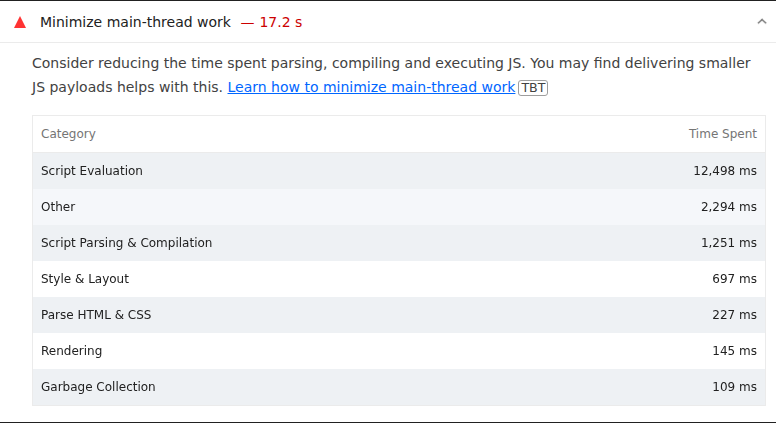 Minimize main-thread work — 17.2 s
Consider reducing the time spent parsing, compiling and executing JS. You may find delivering smaller
JS payloads helps with this. Learn how to minimize main-thread work TBT
Category Time Spent
Script Evaluation 12,498 ms
Other 2,294 ms
Script Parsing & Compilation 1,251 ms
Style & Layout 697 ms
Parse HTML & CSS 227 ms
Rendering 145 ms
Garbage Collection 109 ms